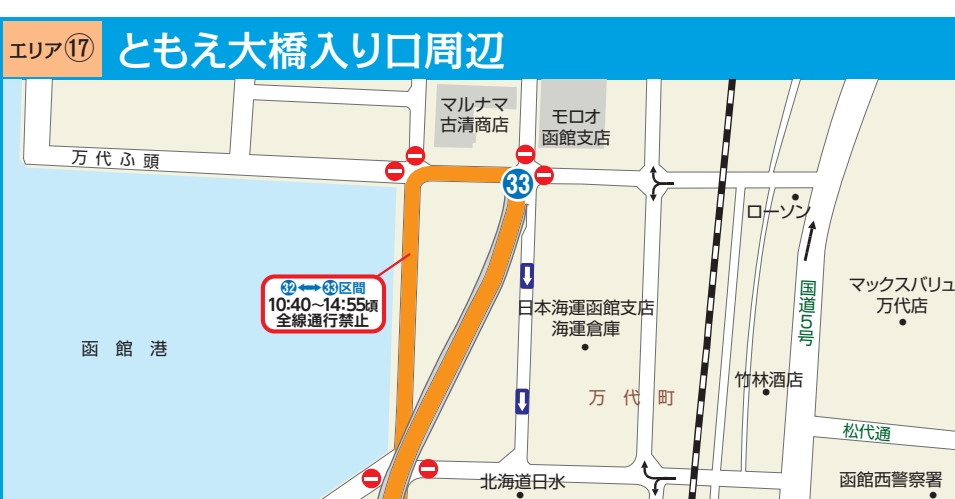 エリア⑰ ともえ大橋入り口周辺
マルナマ
古清商店
モロオ
函館支店
万代ふ頭
33
ローソン
32⟷33区間
10:40~14:55頃
全線通行禁止
国道5号
マックスバリュ
万代店
日本海運函館支店
海運倉庫
函館港
竹林酒店
万代町
松代通
北海道日水
函館西警察署